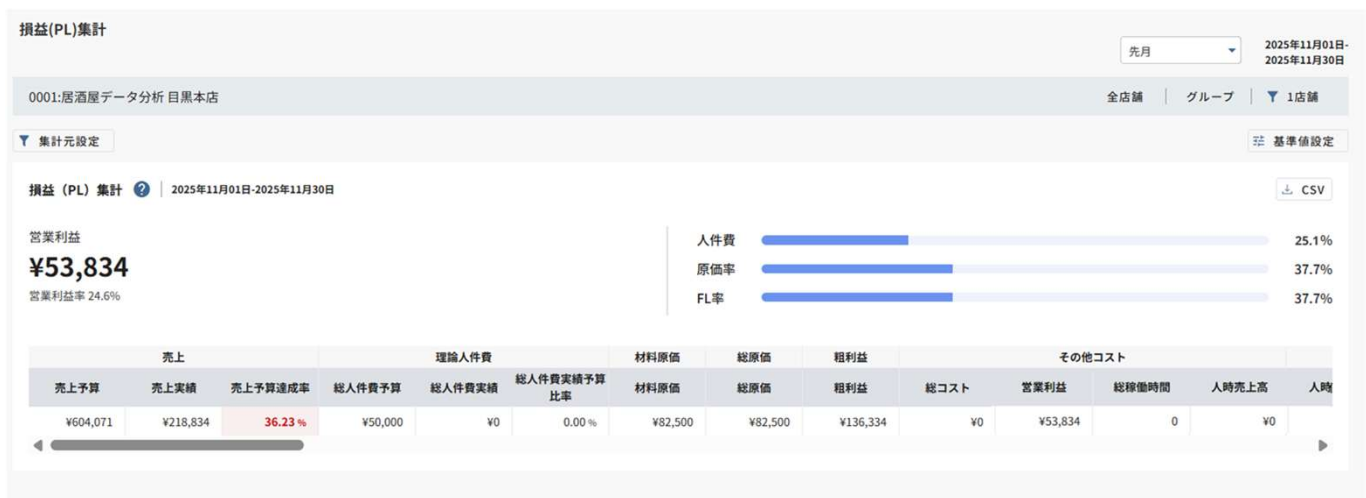 損益(PL)集計
先月
2025年11月01日-
2025年11月30日
0001:居酒屋データ分析 目黒本店
全店舗 グループ 1店舗
集計元設定
基準値設定
損益（PL）集計 ? 2025年11月01日-2025年11月30日
CSV
営業利益
¥53,834
営業利益率 24.6%
人件費 25.1%
原価率 37.7%
FL率 37.7%
売上 理論人件費 材料原価 総原価 粗利益 その他コスト
売上予算 売上実績 売上予算達成率 総人件費予算 総人件費実績 総人件費実績予算比率 材料原価 総原価 粗利益 総コスト 営業利益 総稼働時間 人時売上高 人時
¥604,071 ¥218,834 36.23 % ¥50,000 ¥0 0.00 % ¥82,500 ¥82,500 ¥136,334 ¥0 ¥53,834 0 ¥0